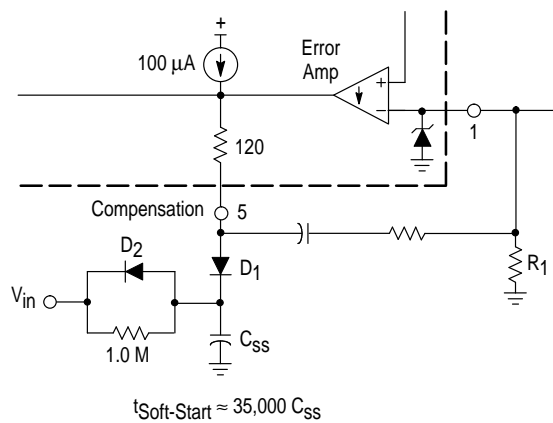 +
100 μA
Error
Amp
+
−
1
120
Compensation
5
D2
D1
R1
Vin
1.0 M
Css
tSoft-Start ≈ 35,000 Css